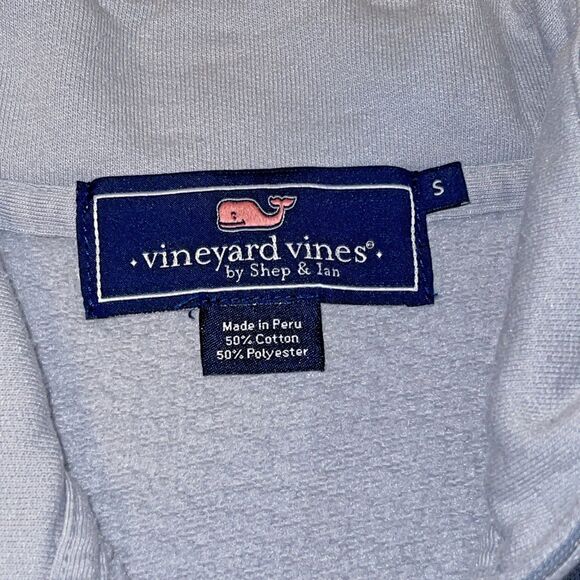 S
·vineyard vines®·
by Shep & Ian
Made in Peru
50% Cotton
50% Polyester